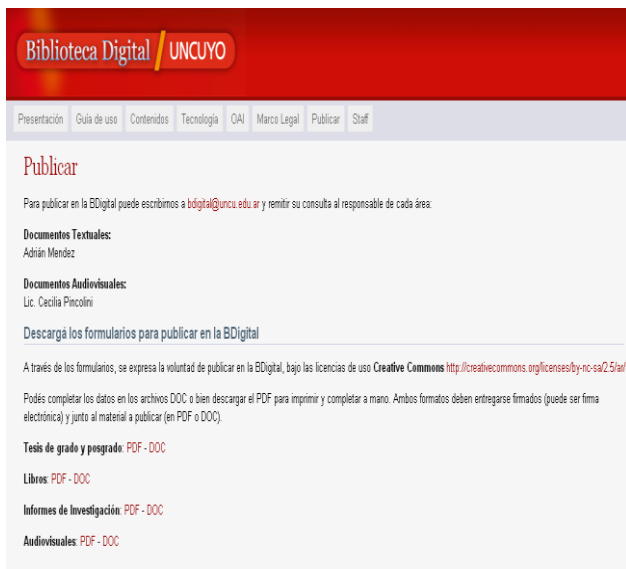 Biblioteca Digital / UNCUYO
Presentación Guía de uso Contenidos Tecnología OAI Marco Legal Publicar Staff
Publicar
Para publicar en la BDigital puede escribirnos a bdigital@uncu.edu.ar y remitir su consulta al responsable de cada área:
Documentos Textuales:
Adrián Mendez
Documentos Audiovisuales:
Lic. Cecilia Pincolini
Descargá los formularios para publicar en la BDigital
A través de los formularios, se expresa la voluntad de publicar en la BDigital, bajo las licencias de uso Creative Commons http://creativecommons.org/licenses/by-nc-sa/2.5/ar/
Podés completar los datos en los archivos DOC o bien descargar el PDF para imprimir y completar a mano. Ambos formatos deben entregarse firmados (puede ser firma
electrónica) y junto al material a publicar (en PDF o DOC).
Tesis de grado y posgrado: PDF - DOC
Libros: PDF - DOC
Informes de Investigación: PDF - DOC
Audiovisuales: PDF - DOC